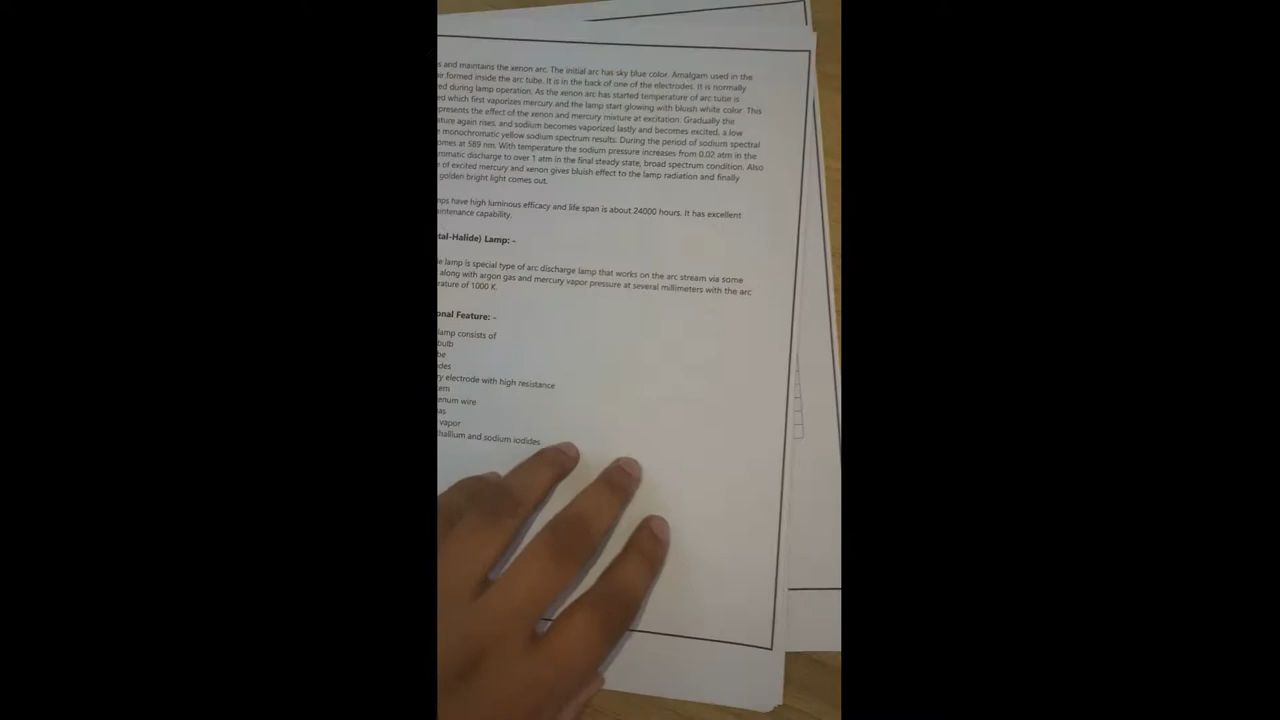 and maintains the xenon arc. The initial arc has sky blue color. Amalgam used in the
formed inside the arc tube. It is in the back of one of the electrodes. It is normally
during lamp operation. As the xenon arc has started temperature of arc tube is
which first vaporizes mercury and the lamp start glowing with bluish white color. This
the effect of the xenon and mercury mixture at excitation. Gradually the
again rises, and sodium becomes vaporized lastly and becomes excited, a low
monochromatic yellow sodium spectrum results. During the period of sodium spectral
at 589 nm. With temperature the sodium pressure increases from 0.02 atm in the
discharge to over 1 atm in the final steady state, broad spectrum condition. Also
of excited mercury and xenon gives bluish effect to the lamp radiation and finally
golden bright light comes out.
have high luminous efficacy and life span is about 24000 hours. It has excellent
capability.
tal-Halide) Lamp: -
lamp is special type of arc discharge lamp that works on the arc stream via some
along with argon gas and mercury vapor pressure at several millimeters with the arc
of 1000 K.
onal Feature: -
lamp consists of
bulb
be
des
ry electrode with high resistance
em
enum wire
as
vapor
hallium and sodium iodides